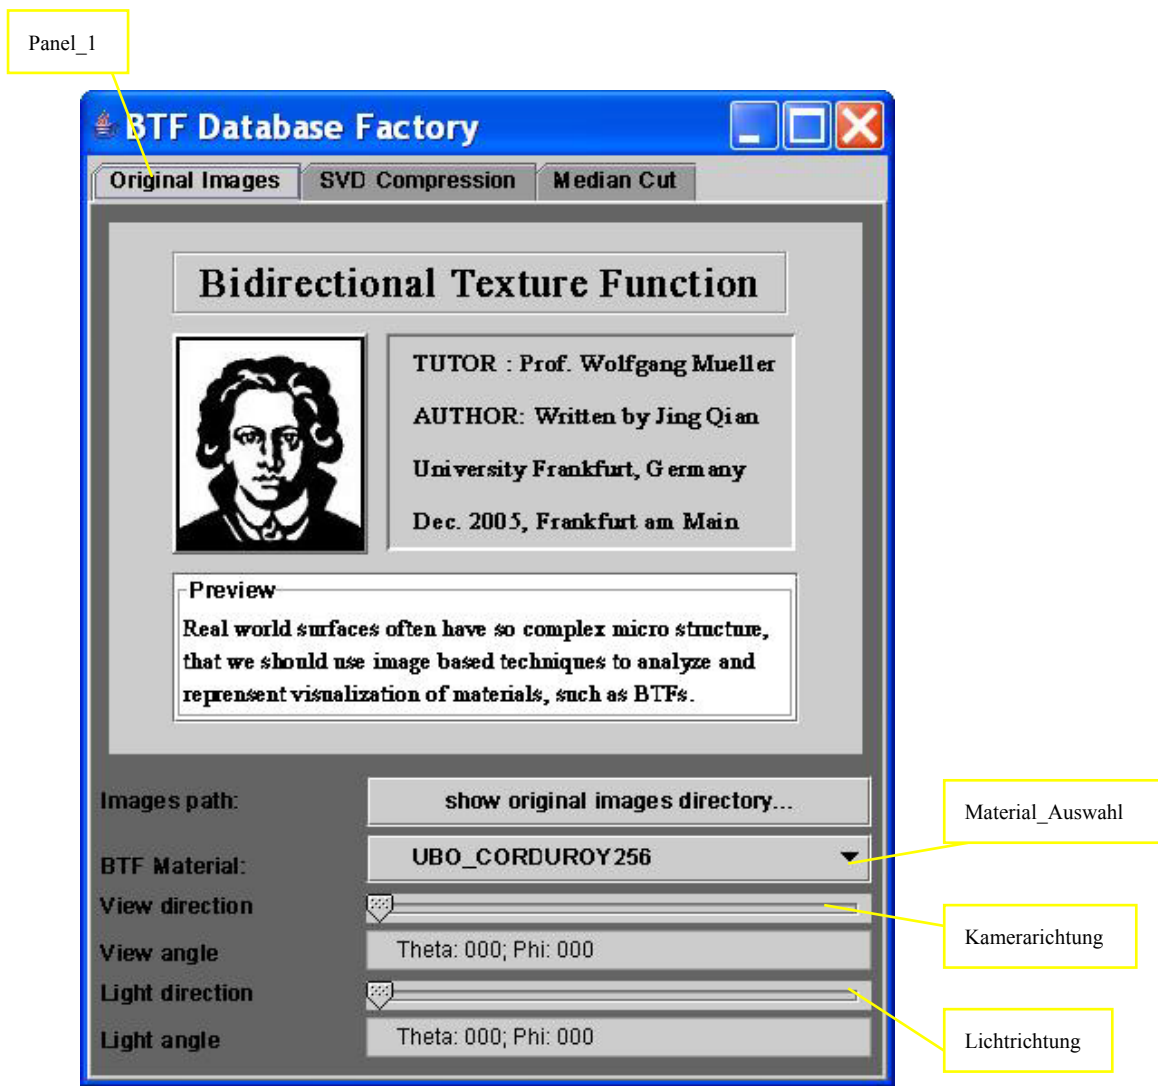 Panel_1
BTF Database Factory
Original Images SVD Compression Median Cut
Bidirectional Texture Function
TUTOR : Prof. Wolfgang Mueller
AUTHOR: Written by Jing Qian
University Frankfurt, Germany
Dec. 2005, Frankfurt am Main
Preview
Real world surfaces often have so complex micro structure,
that we should use image based techniques to analyze and
reprensent visualization of materials, such as BTFs.
Images path: show original images directory...
Material_Auswahl
BTF Material: UBO_CORDUROY256
View direction
Kamerarichtung
View angle Theta: 000; Phi: 000
Light direction
Lichtrichtung
Light angle Theta: 000; Phi: 000